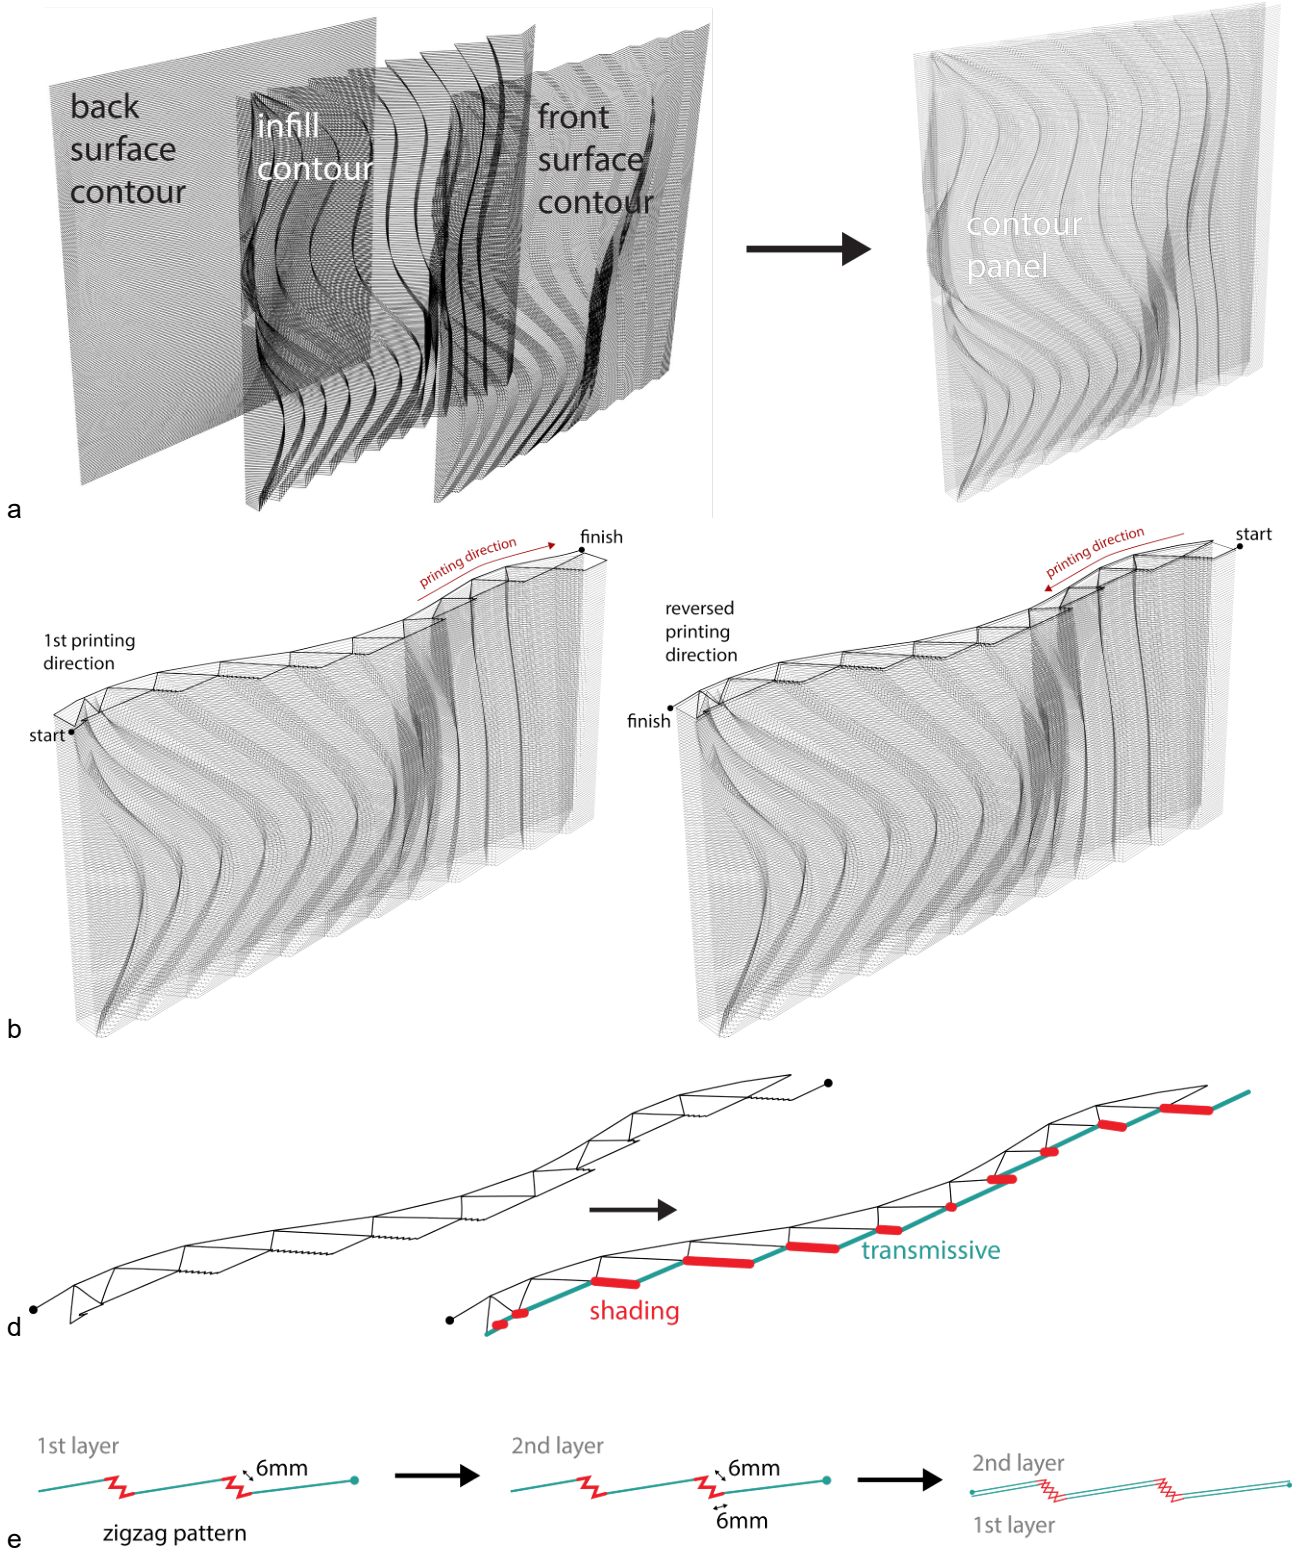 back
surface
contour
infill
contour
front
surface
contour
contour
panel
a
printing direction
finish
1st printing
direction
start
printing direction
start
reversed
printing
direction
finish
b
transmissive
shading
d
1st layer
6mm
zigzag pattern
2nd layer
6mm
6mm
2nd layer
1st layer
e